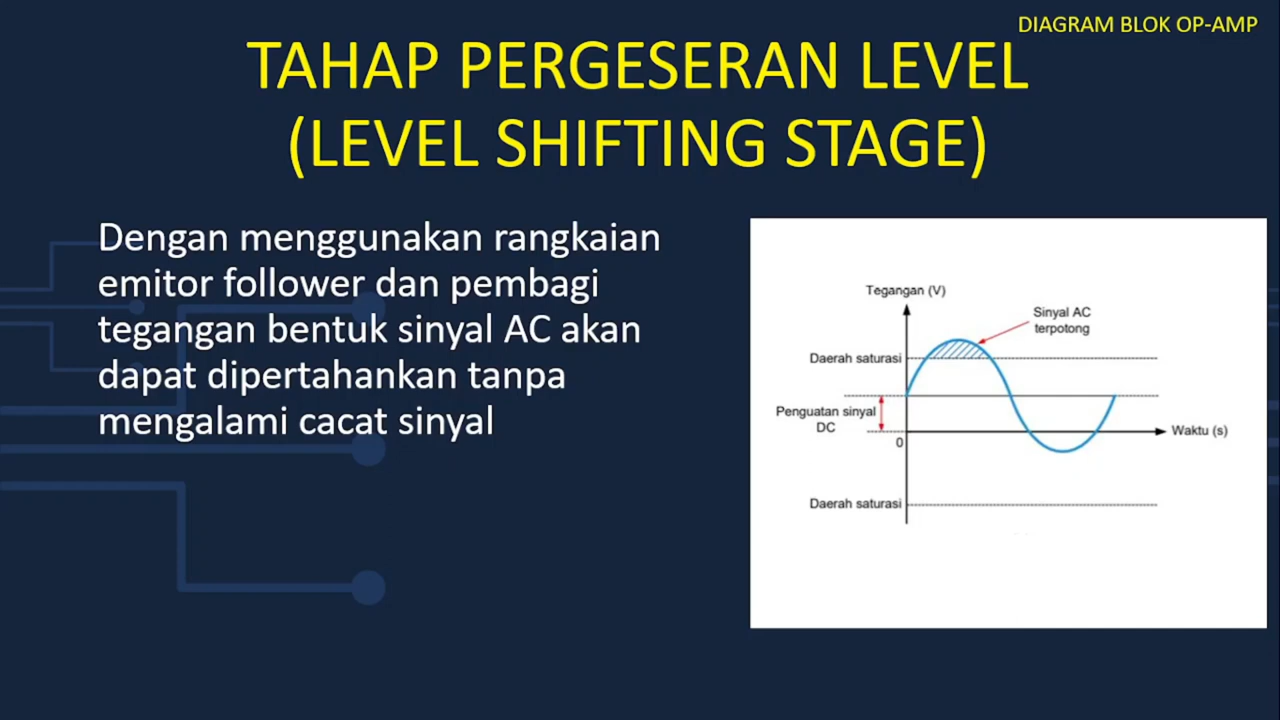 DIAGRAM BLOK OP-AMP
TAHAP PERGESERAN LEVEL
(LEVEL SHIFTING STAGE)
Dengan menggunakan rangkaian
emitor follower dan pembagi
tegangan bentuk sinyal AC akan
dapat dipertahankan tanpa
mengalami cacat sinyal
Tegangan (V)
Sinyal AC
terpotong
Daerah saturasi
Penguatan sinyal
DC
0
Waktu (s)
Daerah saturasi